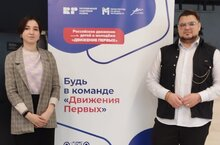 Российское движение
детей и молодёжи
«ДВИЖЕНИЕ ПЕРВЫХ»
Будь
в команде
«Движения
Первых»